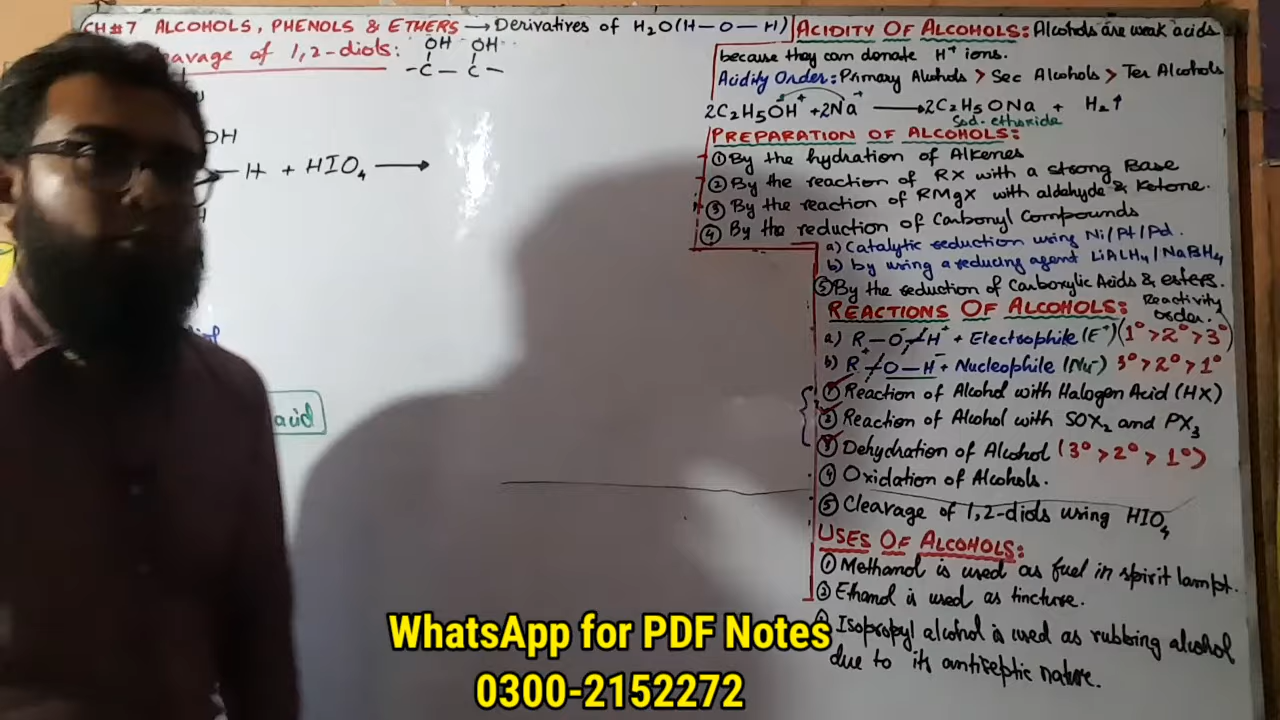 CH#7 ALCOHOLS, PHENOLS & ETHERS → Derivatives of H2O(H—O—H)
eavage of 1,2-diols:
OH OH
-C — C-
OH
— H + HIO4 →
H
acid
ACIDITY OF ALCOHOLS: Alcohols are weak acids
because they can donate H+ ions.
Acidity Order: Primary Alcohols > Sec Alcohols > Ter Alcohols
2C2H5OH+ +2Na → 2C2H5ONa + H2↑
Sod. ethoxide
PREPARATION OF ALCOHOLS:
① By the hydration of Alkenes
② By the reaction of RX with a strong Base
③ By the reaction of RMgX with aldehyde & Ketone.
④ By the reduction of Carbonyl Compounds
a) Catalytic reduction using Ni/Pt/Pd.
b) by using a reducing agent LiALH4/NaBH4
⑤ By the reduction of Carboxylic Acids & esters.
REACTIONS OF ALCOHOLS: Reactivity order.
a) R—O-—H+ + Electrophile (E+) (1°>2°>3°)
b) R+—O—H- + Nucleophile (Nu-) 3°>2°>1°
① Reaction of Alcohol with Halogen Acid (HX)
② Reaction of Alcohol with SOX2 and PX3
③ Dehydration of Alcohol (3°>2°>1°)
④ Oxidation of Alcohols.
⑤ Cleavage of 1,2-diols using HIO4
USES OF ALCOHOLS:
① Methanol is used as fuel in spirit lampt.
② Ethanol is used as tincture.
Isopropyl alcohol is used as rubbing alcohol
due to its antiseptic nature.
WhatsApp for PDF Notes
0300-2152272